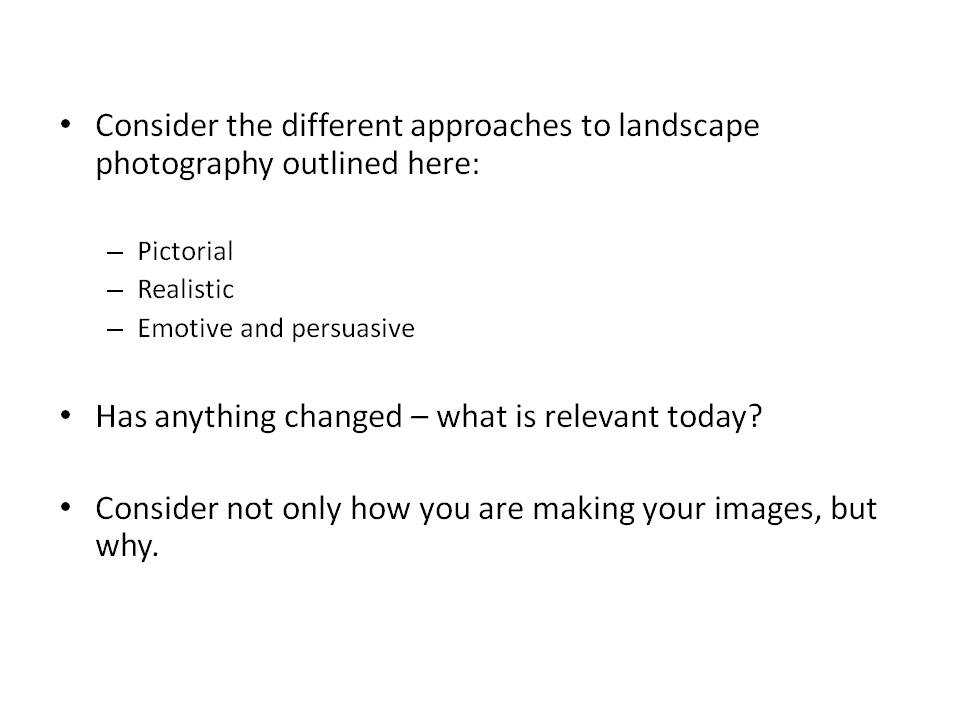 • Consider the different approaches to landscape
photography outlined here:
– Pictorial
– Realistic
– Emotive and persuasive
• Has anything changed – what is relevant today?
• Consider not only how you are making your images, but
why.